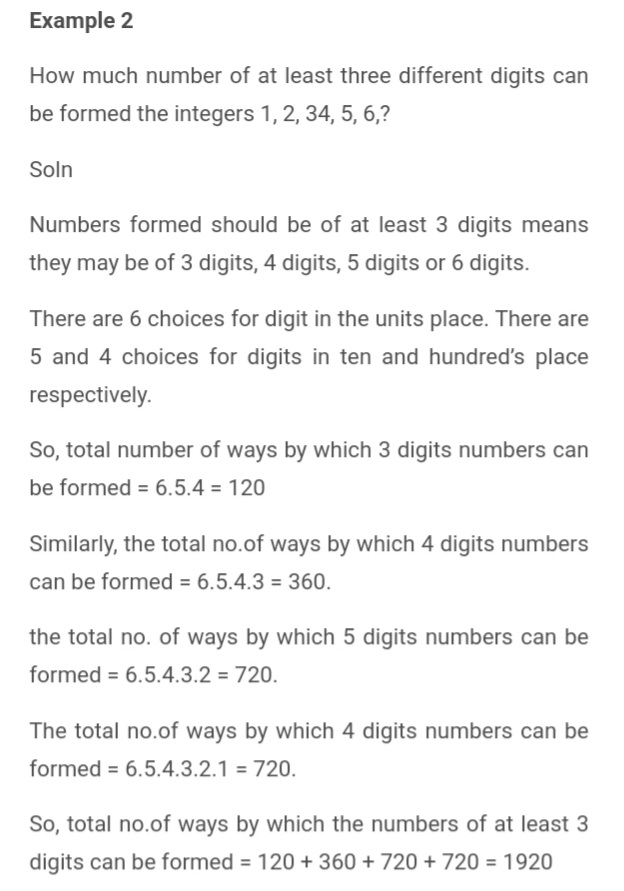 Example 2
How much number of at least three different digits can
be formed the integers 1, 2, 34, 5, 6,?
Soln
Numbers formed should be of at least 3 digits means
they may be of 3 digits, 4 digits, 5 digits or 6 digits.
There are 6 choices for digit in the units place. There are
5 and 4 choices for digits in ten and hundred's place
respectively.
So, total number of ways by which 3 digits numbers can
be formed = 6.5.4 = 120
Similarly, the total no.of ways by which 4 digits numbers
can be formed = 6.5.4.3 = 360.
the total no. of ways by which 5 digits numbers can be
formed = 6.5.4.3.2 = 720.
The total no.of ways by which 4 digits numbers can be
formed = 6.5.4.3.2.1 = 720.
So, total no.of ways by which the numbers of at least 3
digits can be formed = 120 + 360 + 720 + 720 = 1920